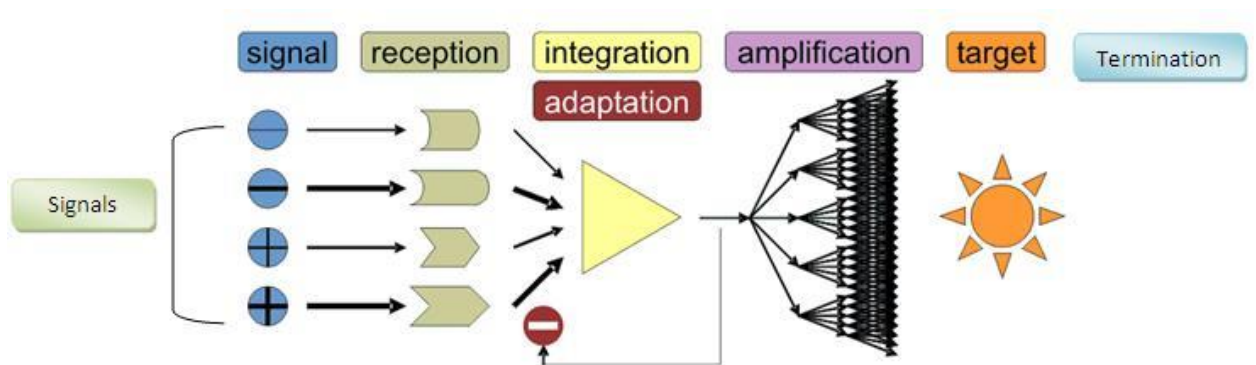 signal reception integration amplification target Termination
adaptation
Signals